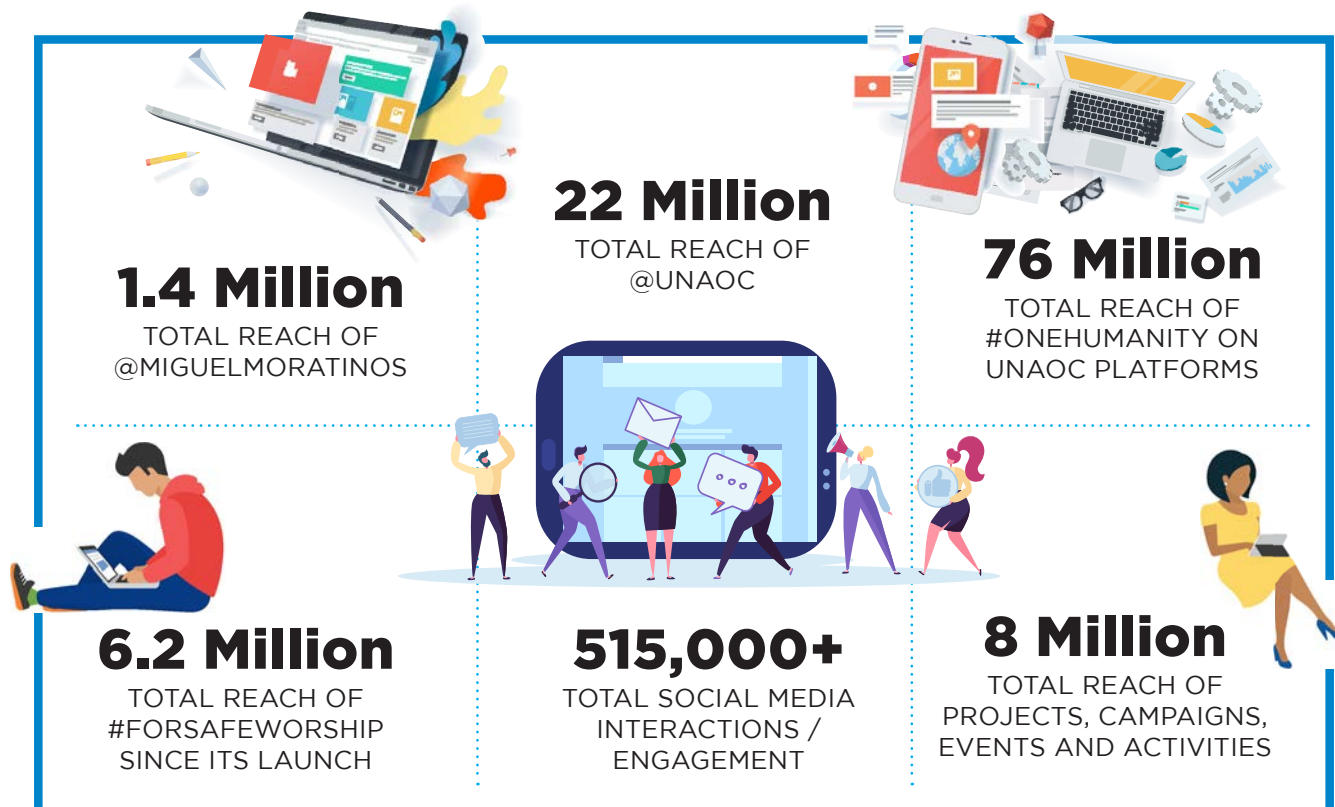 1.4 Million
TOTAL REACH OF
@MIGUELMORATINOS
22 Million
TOTAL REACH OF
@UNAOC
76 Million
TOTAL REACH OF
#ONEHUMANITY ON
UNAOC PLATFORMS
6.2 Million
TOTAL REACH OF
#FORSAFEWORSHIP
SINCE ITS LAUNCH
515,000+
TOTAL SOCIAL MEDIA
INTERACTIONS /
ENGAGEMENT
8 Million
TOTAL REACH OF
PROJECTS, CAMPAIGNS,
EVENTS AND ACTIVITIES